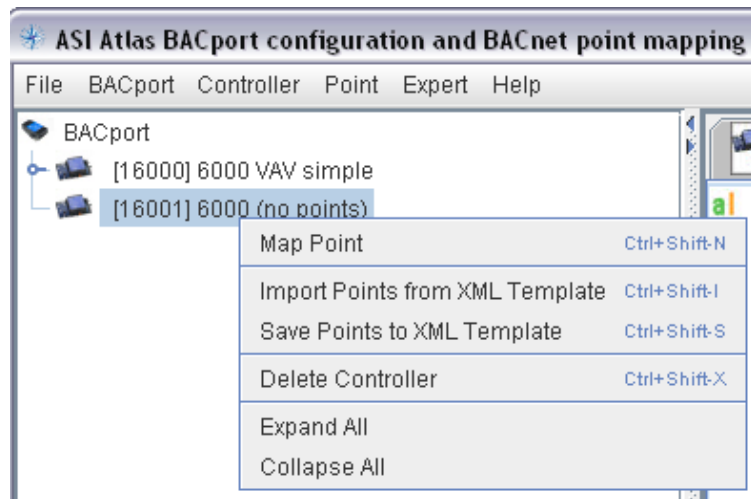 ASI Atlas BACport configuration and BACnet point mapping
File BACport Controller Point Expert Help
BACport
[16000] 6000 VAV simple
[16001] 6000 (no points)
al
Map Point Ctrl+Shift-N
Import Points from XML Template Ctrl+Shift-I
Save Points to XML Template Ctrl+Shift-S
Delete Controller Ctrl+Shift-X
Expand All
Collapse All